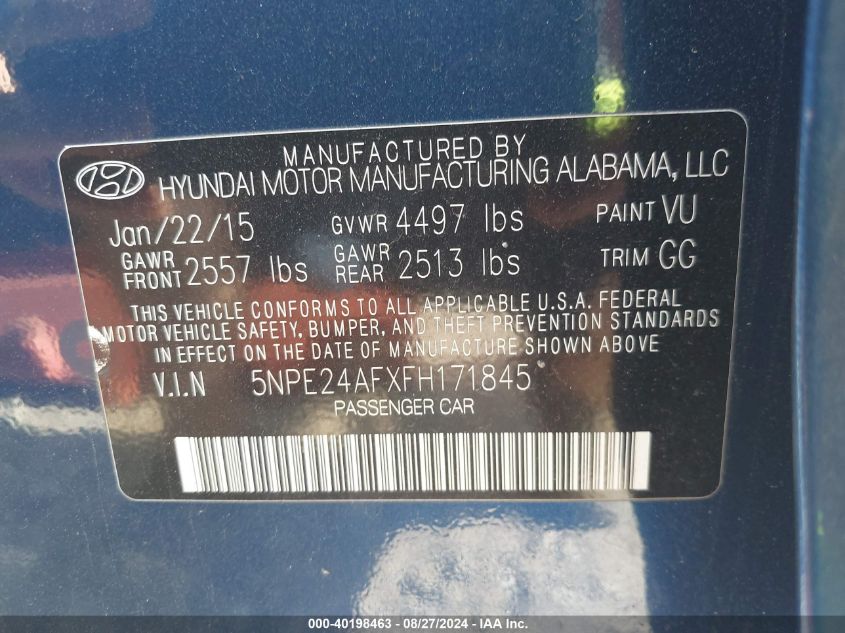 MANUFACTURED BY
HYUNDAI MOTOR MANUFACTURING ALABAMA, LLC
Jan/22/15 GVWR 4497 lbs PAINT VU
GAWR FRONT 2557 lbs GAWR REAR 2513 lbs TRIM GG
THIS VEHICLE CONFORMS TO ALL APPLICABLE U.S.A. FEDERAL
MOTOR VEHICLE SAFETY, BUMPER, AND THEFT PREVENTION STANDARDS
IN EFFECT ON THE DATE OF MANUFACTURE SHOWN ABOVE
V.I.N 5NPE24AFXFH171845
PASSENGER CAR
000-40198463 - 08/27/2024 - IAA Inc.